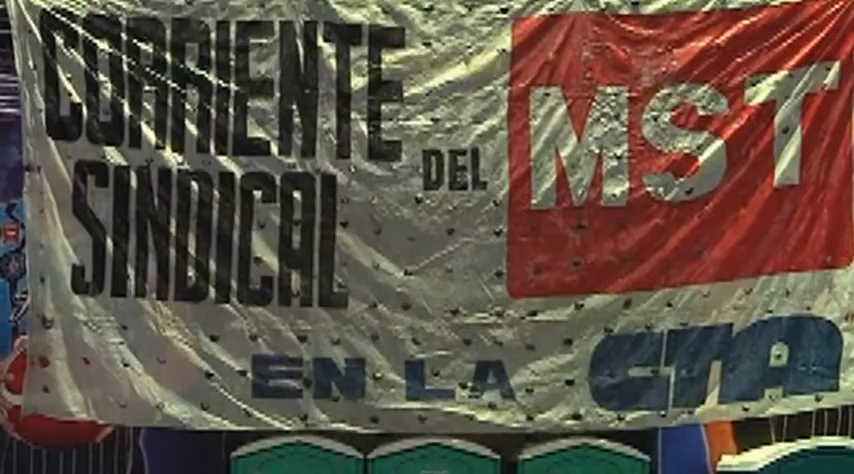 CORRIENTE
SINDICAL
DEL
MST
EN LA CTA